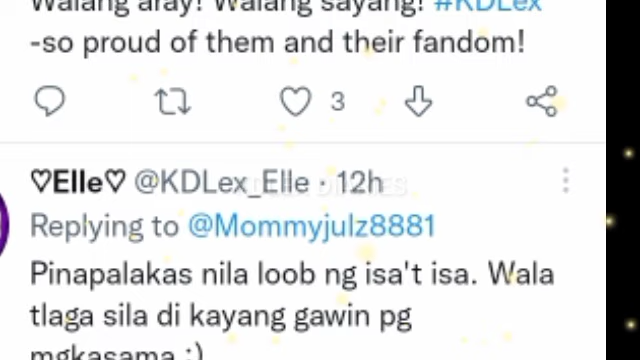 Walang aray! Walang sayang! #KDLex
-so proud of them and their fandom!
3
♡Elle♡ @KDLex_Elle · 12h
Replying to @Mommyjulz8881
Pinapalakas nila loob ng isa't isa. Wala
tlaga sila di kayang gawin pg
mgkasama :)